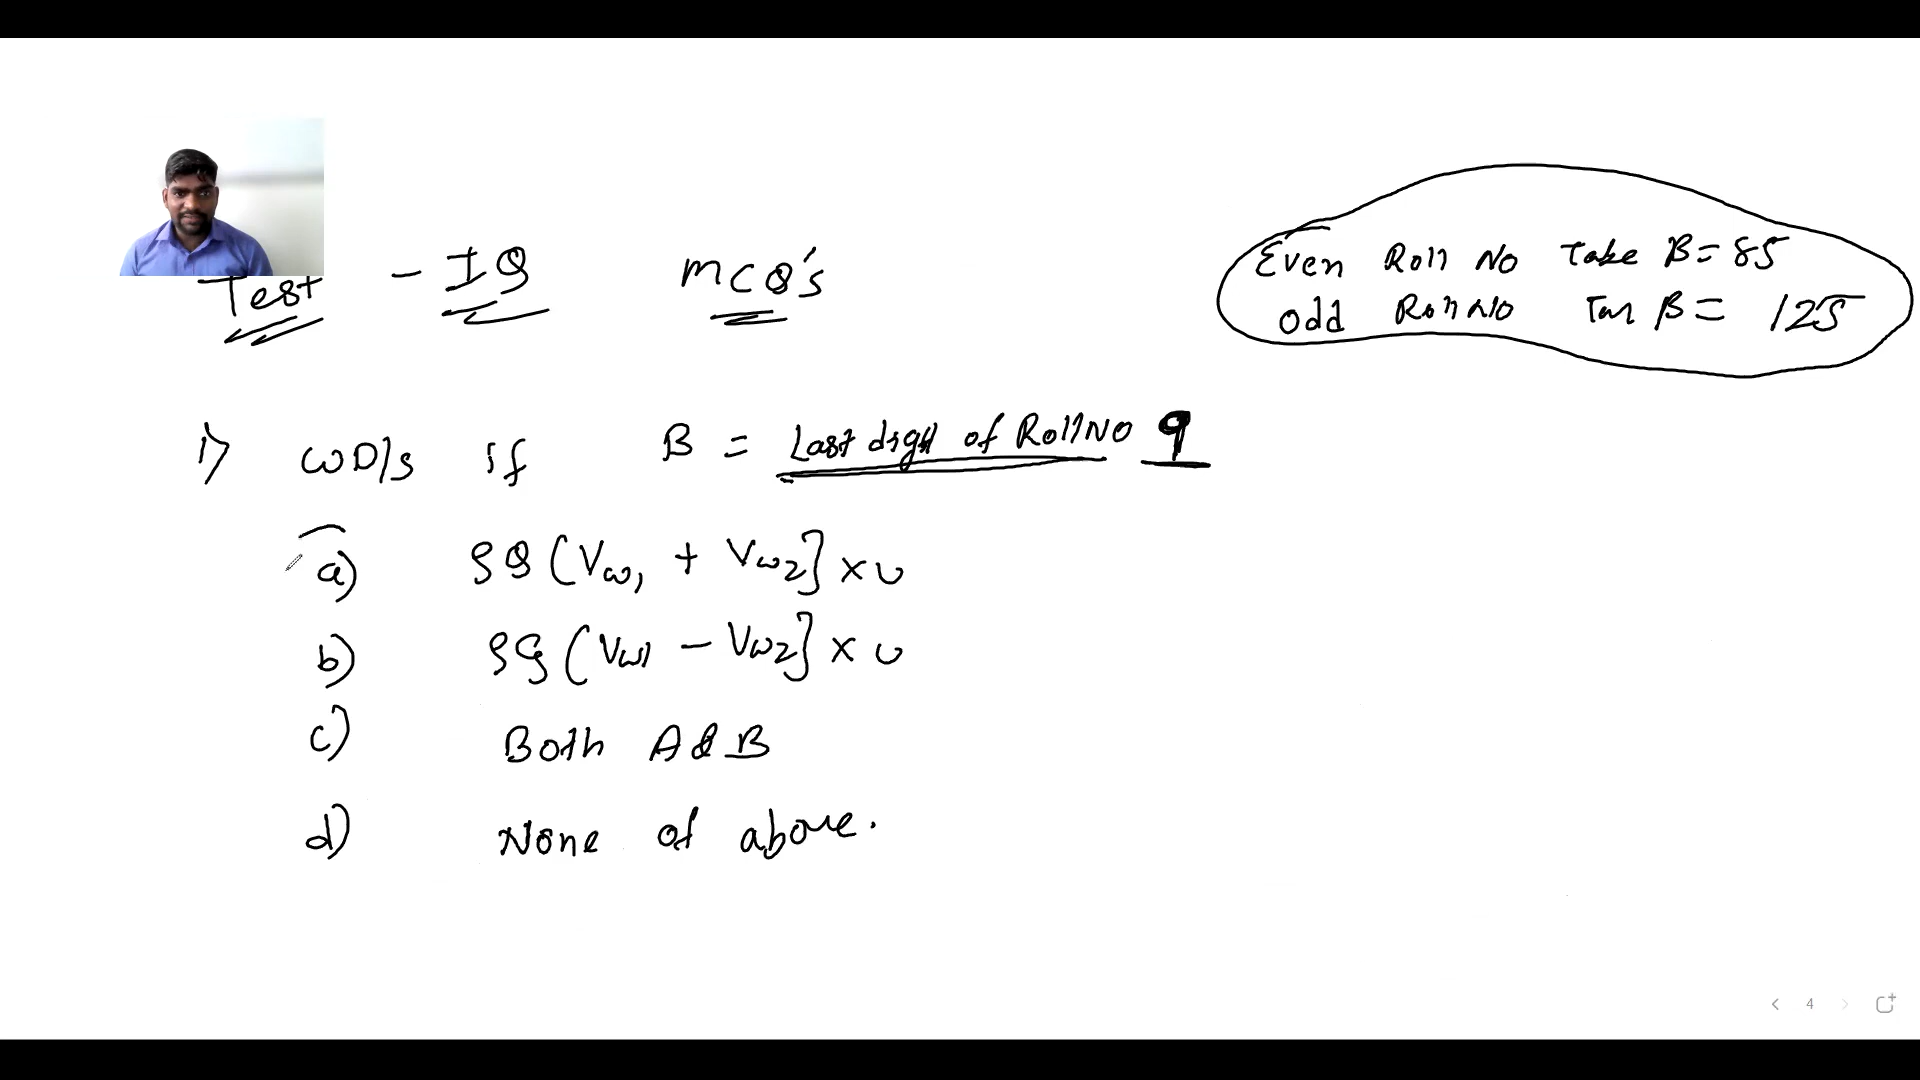 Test - IQ MCQ's
Even Roll No Take B = 85
odd Roll No B = 125
1) WD/s if B = Last digit of Roll NO 9
a) ρQ [Vw1 + Vw2] × u
b) ρQ [Vw1 - Vw2] × u
c) Both A & B
d) None of above.
4